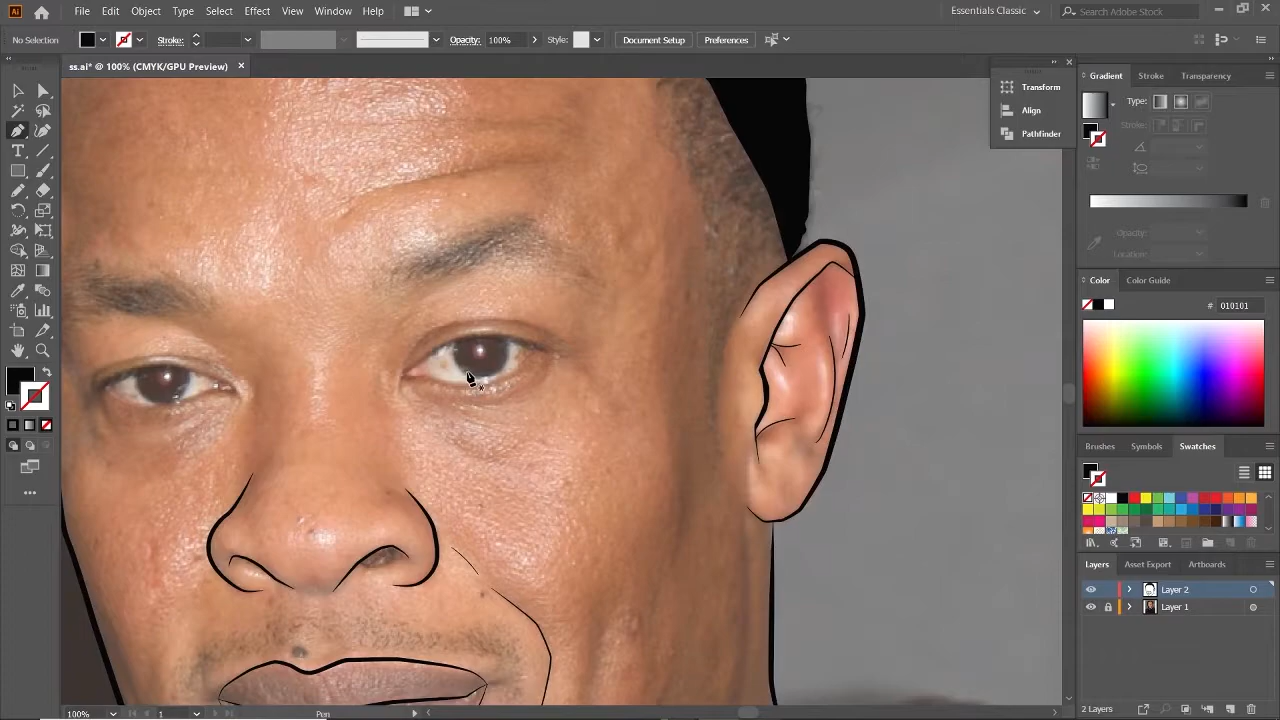 Ai File Edit Object Type Select Effect View Window Help Essentials Classic Search Adobe Stock
No Selection Stroke: Opacity: 100% Style: Document Setup Preferences
ss.ai* @ 100% (CMYK/GPU Preview)
Transform
Align
Pathfinder
Gradient Stroke Transparency
Type:
Stroke:
Opacity:
Location:
Color Color Guide
# 010101
Brushes Symbols Swatches
Layers Asset Export Artboards
Layer 2
Layer 1
2 Layers
100% 1 Pen